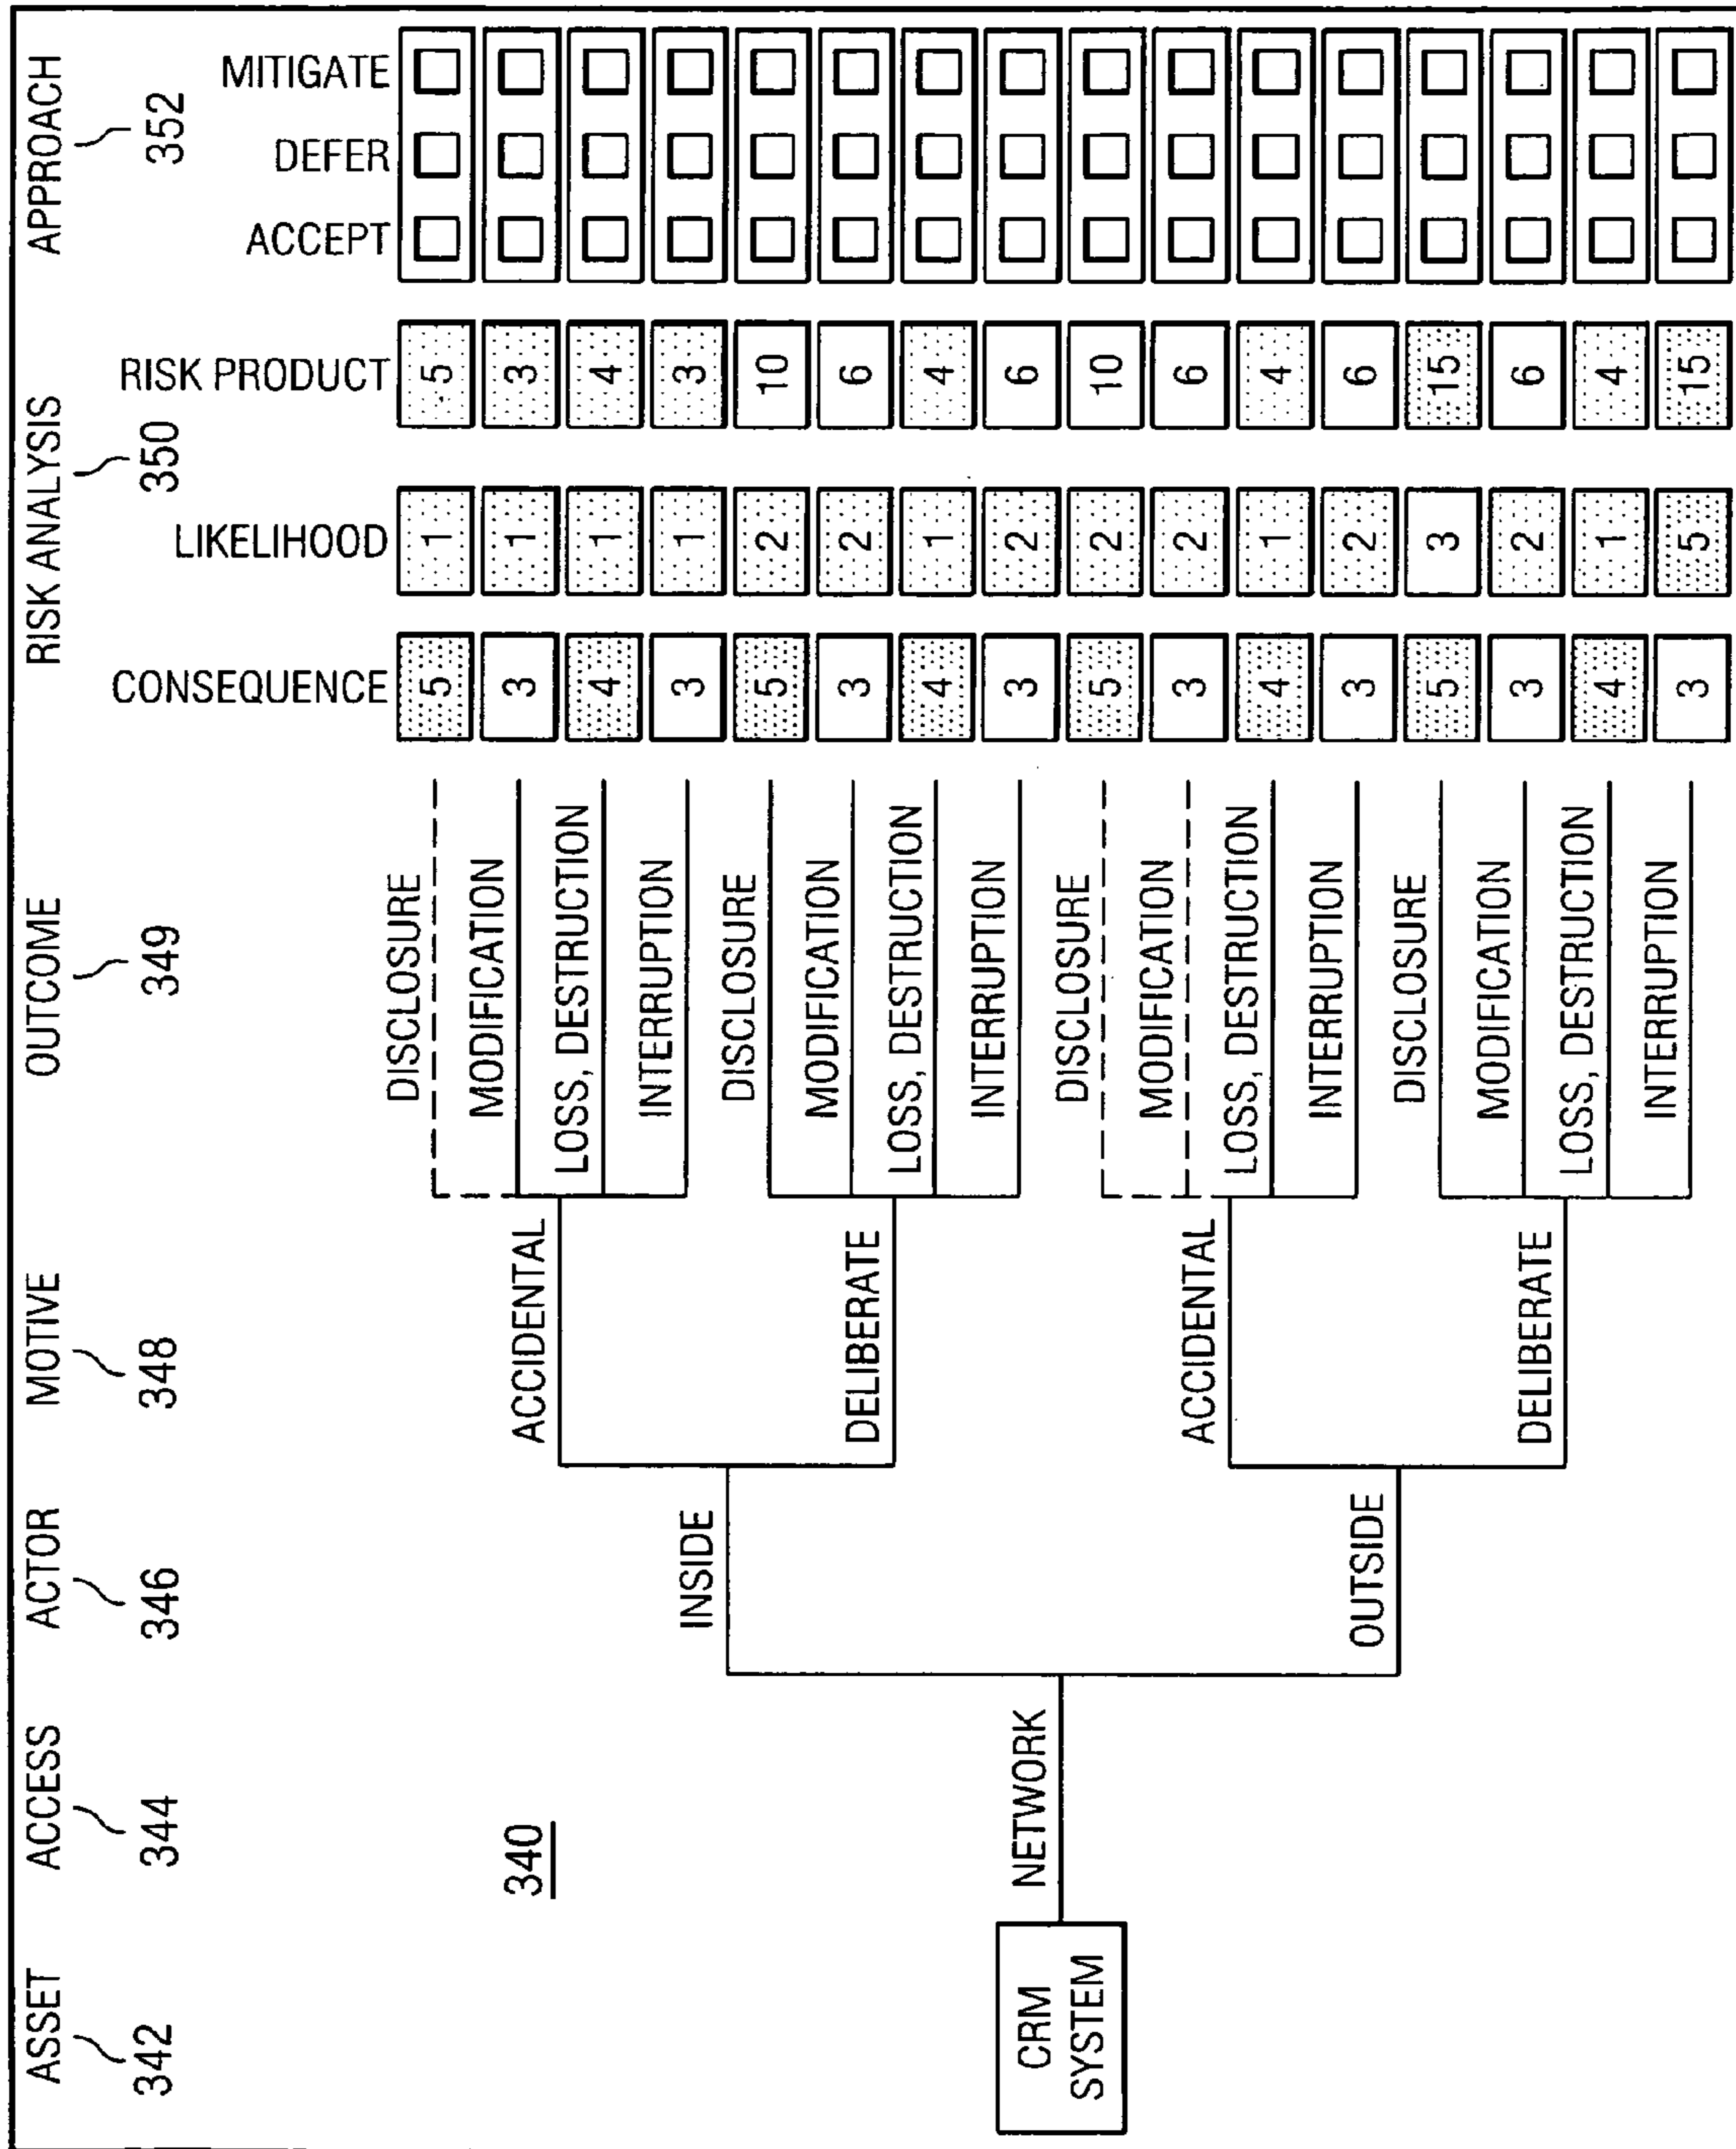 ASSET ACCESS ACTOR MOTIVE OUTCOME RISK ANALYSIS APPROACH
342 344 346 348 349 350 352
CONSEQUENCE LIKELIHOOD RISK PRODUCT ACCEPT DEFER MITIGATE
340
CRM
SYSTEM
NETWORK
INSIDE
ACCIDENTAL
DISCLOSURE 5 1 5
MODIFICATION 3 1 3
LOSS, DESTRUCTION 4 1 4
INTERRUPTION 3 1 3
DELIBERATE
DISCLOSURE 5 2 10
MODIFICATION 3 2 6
LOSS, DESTRUCTION 4 1 4
INTERRUPTION 3 2 6
OUTSIDE
ACCIDENTAL
DISCLOSURE 5 2 10
MODIFICATION 3 2 6
LOSS, DESTRUCTION 4 1 4
INTERRUPTION 3 2 6
DELIBERATE
DISCLOSURE 5 3 15
MODIFICATION 3 2 6
LOSS, DESTRUCTION 4 1 4
INTERRUPTION 3 5 15